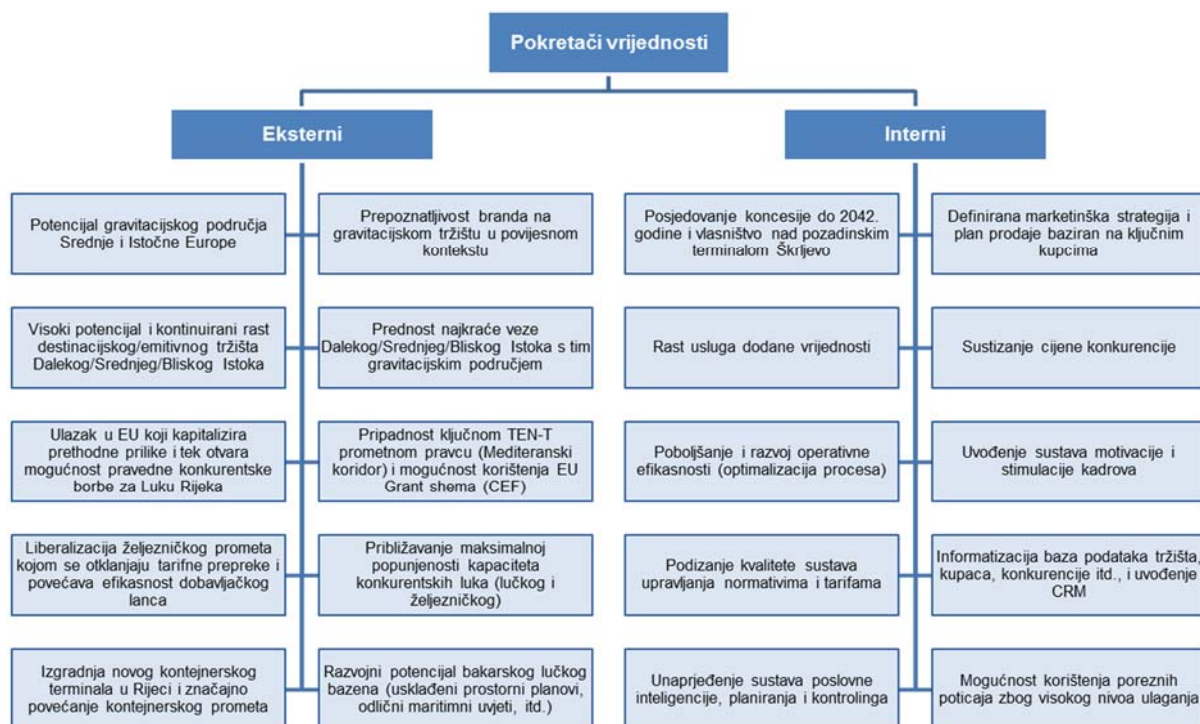 Pokretači vrijednosti
Eksterni
Interni
Potencijal gravitacijskog područja
Srednje i Istočne Europe
Prepoznatljivost branda na
gravitacijskom tržištu u povijesnom
kontekstu
Visoki potencijal i kontinuirani rast
destinacijskog/emitivnog tržišta
Dalekog/Srednjeg/Bliskog Istoka
Prednost najkraće veze
Dalekog/Srednjeg/Bliskog Istoka s tim
gravitacijskim područjem
Ulazak u EU koji kapitalizira
prethodne prilike i tek otvara
mogućnost pravedne konkurentske
borbe za Luku Rijeka
Pripadnost ključnom TEN-T
prometnom pravcu (Mediteranski
koridor) i mogućnost korištenja EU
Grant shema (CEF)
Liberalizacija željezničkog prometa
kojom se otklanjaju tarifne prepreke i
povećava efikasnost dobavljačkog
lanca
Približavanje maksimalnoj
popunjenosti kapaciteta
konkurentskih luka (lučkog i
željezničkog)
Izgradnja novog kontejnerskog
terminala u Rijeci i značajno
povećanje kontejnerskog prometa
Razvojni potencijal bakarskog lučkog
bazena (usklađeni prostorni planovi,
odlični maritimni uvjeti, itd.)
Posjedovanje koncesije do 2042.
godine i vlasništvo nad pozadinskim
terminalom Škrljevo
Definirana marketinška strategija i
plan prodaje baziran na ključnim
kupcima
Rast usluga dodane vrijednosti
Sustizanje cijene konkurencije
Poboljšanje i razvoj operativne
efikasnosti (optimalizacija procesa)
Uvođenje sustava motivacije i
stimulacije kadrova
Podizanje kvalitete sustava
upravljanja normativima i tarifama
Informatizacija baza podataka tržišta,
kupaca, konkurencije itd., i uvođenje
CRM
Unaprjeđenje sustava poslovne
inteligencije, planiranja i kontrolinga
Mogućnost korištenja poreznih
poticaja zbog visokog nivoa ulaganja